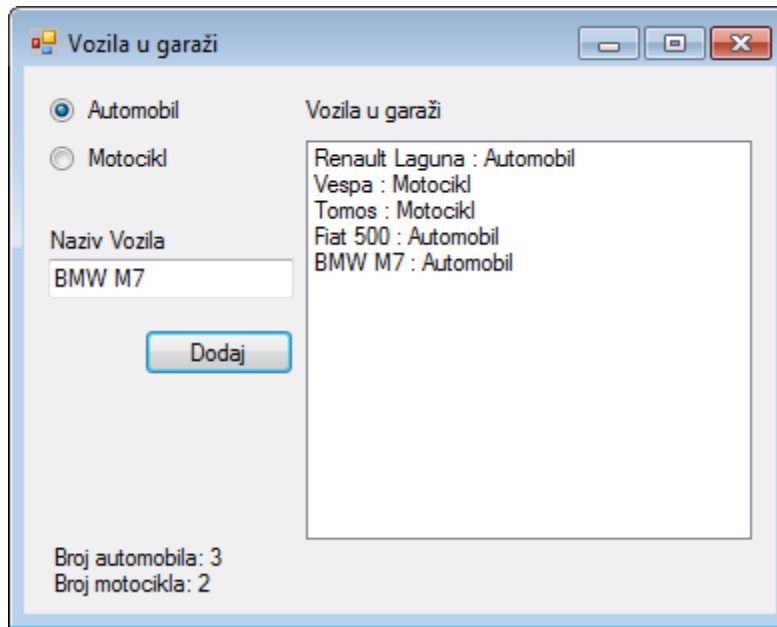 Vozila u garaži
Automobil
Motocikl
Naziv Vozila
BMW M7
Dodaj
Vozila u garaži
Renault Laguna : Automobil
Vespa : Motocikl
Tomos : Motocikl
Fiat 500 : Automobil
BMW M7 : Automobil
Broj automobila: 3
Broj motocikla: 2